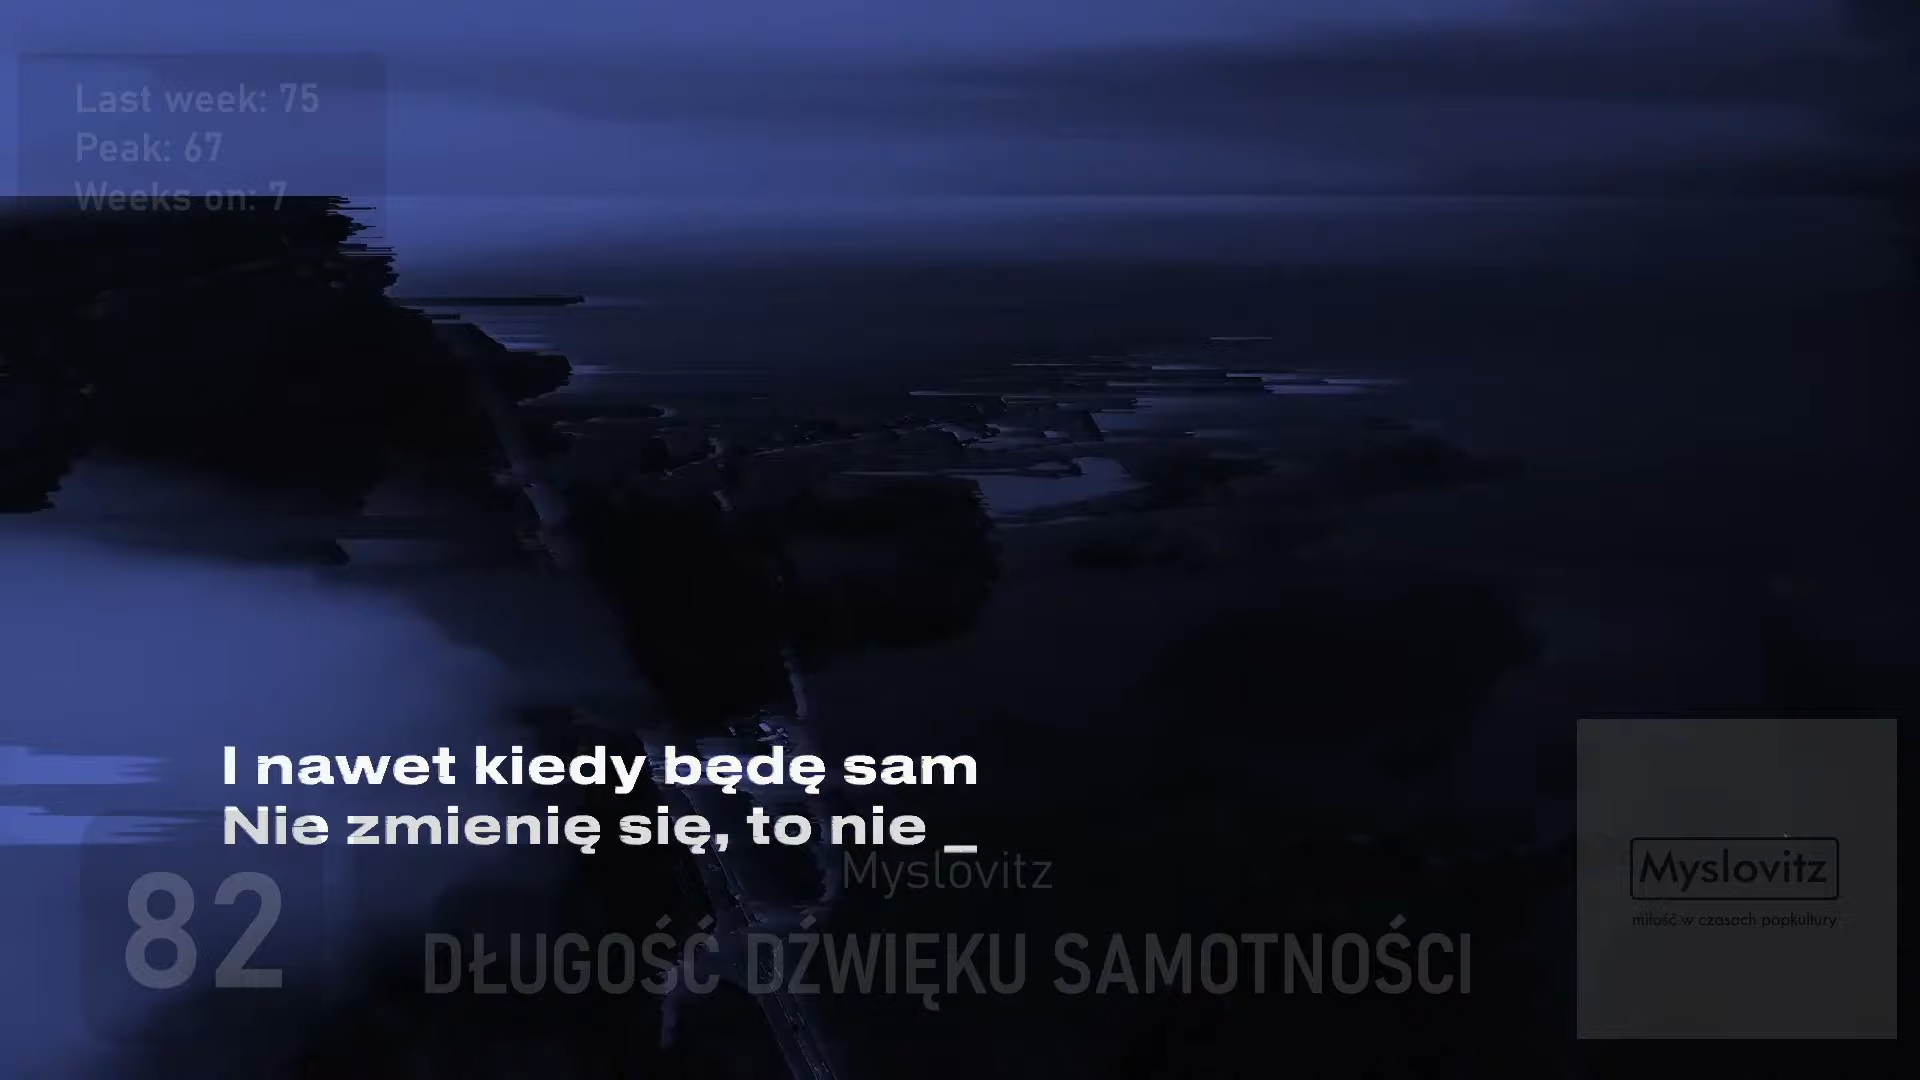 Last week: 75
Peak: 67
Weeks on: 7
I nawet kiedy będę sam
Nie zmienię się, to nie _
Myslovitz
82
DŁUGOŚĆ DŹWIĘKU SAMOTNOŚCI
Myslovitz
miłość w czasach popkultury